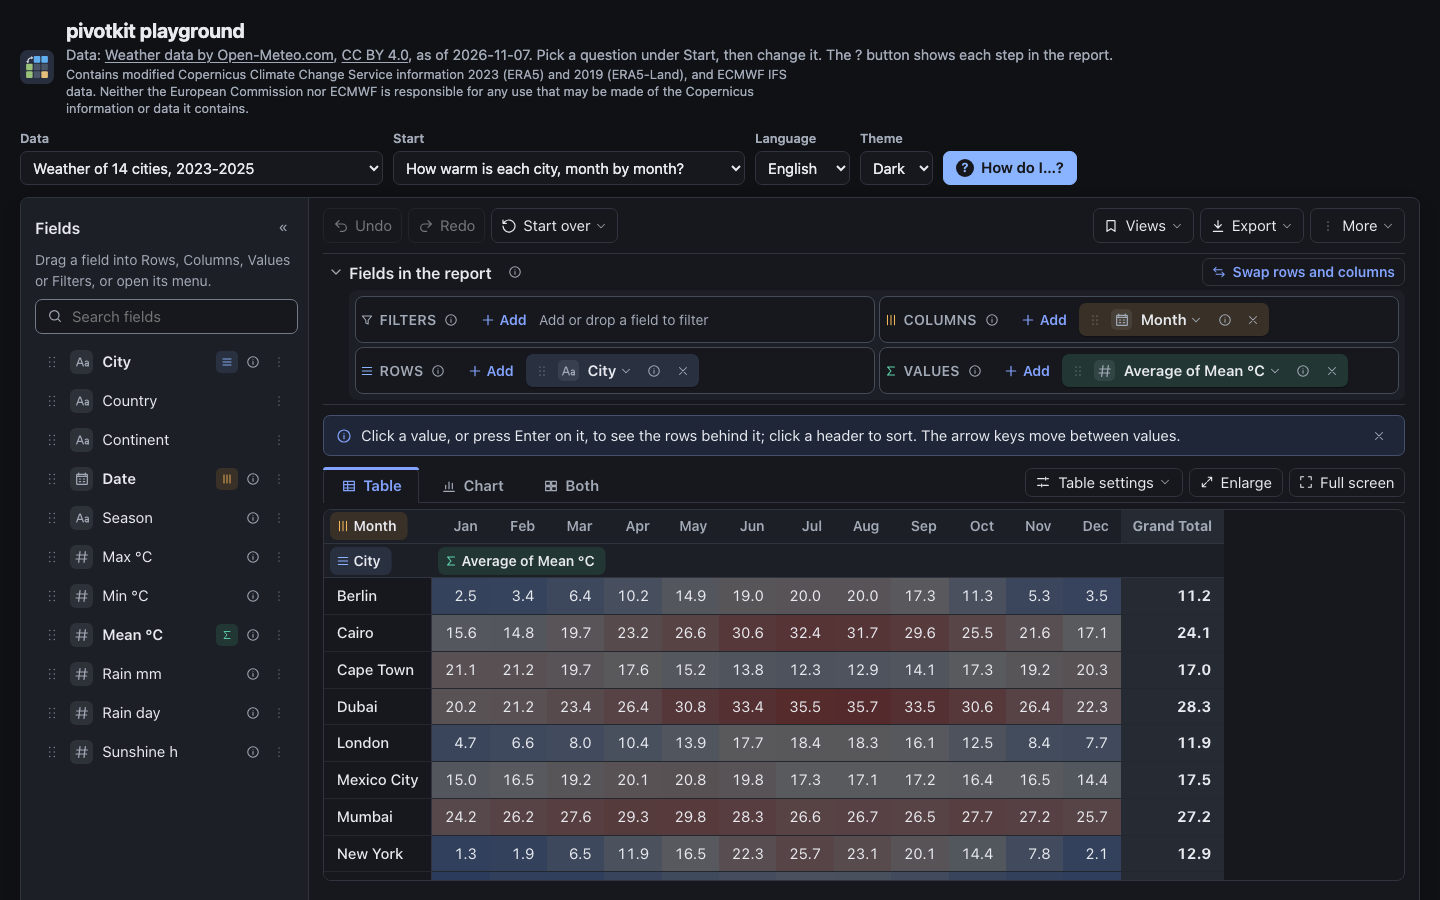 pivotkit playground
Data: Weather data by Open-Meteo.com, CC BY 4.0, as of 2026-11-07. Pick a question under Start, then change it. The ? button shows each step in the report.
Contains modified Copernicus Climate Change Service information 2023 (ERA5) and 2019 (ERA5-Land), and ECMWF IFS
data. Neither the European Commission nor ECMWF is responsible for any use that may be made of the Copernicus
information or data it contains.
Data Start Language Theme
Weather of 14 cities, 2023-2025 How warm is each city, month by month? English Dark ? How do I...?
Fields «
Drag a field into Rows, Columns, Values
or Filters, or open its menu.
Search fields
Aa City
Aa Country
Aa Continent
Date
Aa Season
# Max °C
# Min °C
# Mean °C Σ
# Rain mm
# Rain day
# Sunshine h
Undo Redo Start over Views Export More
Fields in the report Swap rows and columns
FILTERS + Add Add or drop a field to filter
COLUMNS + Add Month
ROWS + Add Aa City
Σ VALUES + Add # Average of Mean °C
Click a value, or press Enter on it, to see the rows behind it; click a header to sort. The arrow keys move between values.
Table Chart Both Table settings Enlarge Full screen
Month Jan Feb Mar Apr May Jun Jul Aug Sep Oct Nov Dec Grand Total
City Σ Average of Mean °C
Berlin 2.5 3.4 6.4 10.2 14.9 19.0 20.0 20.0 17.3 11.3 5.3 3.5 11.2
Cairo 15.6 14.8 19.7 23.2 26.6 30.6 32.4 31.7 29.6 25.5 21.6 17.1 24.1
Cape Town 21.1 21.2 19.7 17.6 15.2 13.8 12.3 12.9 14.1 17.3 19.2 20.3 17.0
Dubai 20.2 21.2 23.4 26.4 30.8 33.4 35.5 35.7 33.5 30.6 26.4 22.3 28.3
London 4.7 6.6 8.0 10.4 13.9 17.7 18.4 18.3 16.1 12.5 8.4 7.7 11.9
Mexico City 15.0 16.5 19.2 20.1 20.8 19.8 17.3 17.1 17.2 16.4 16.5 14.4 17.5
Mumbai 24.2 26.2 27.6 29.3 29.8 28.3 26.6 26.7 26.5 27.7 27.2 25.7 27.2
New York 1.3 1.9 6.5 11.9 16.5 22.3 25.7 23.1 20.1 14.4 7.8 2.1 12.9